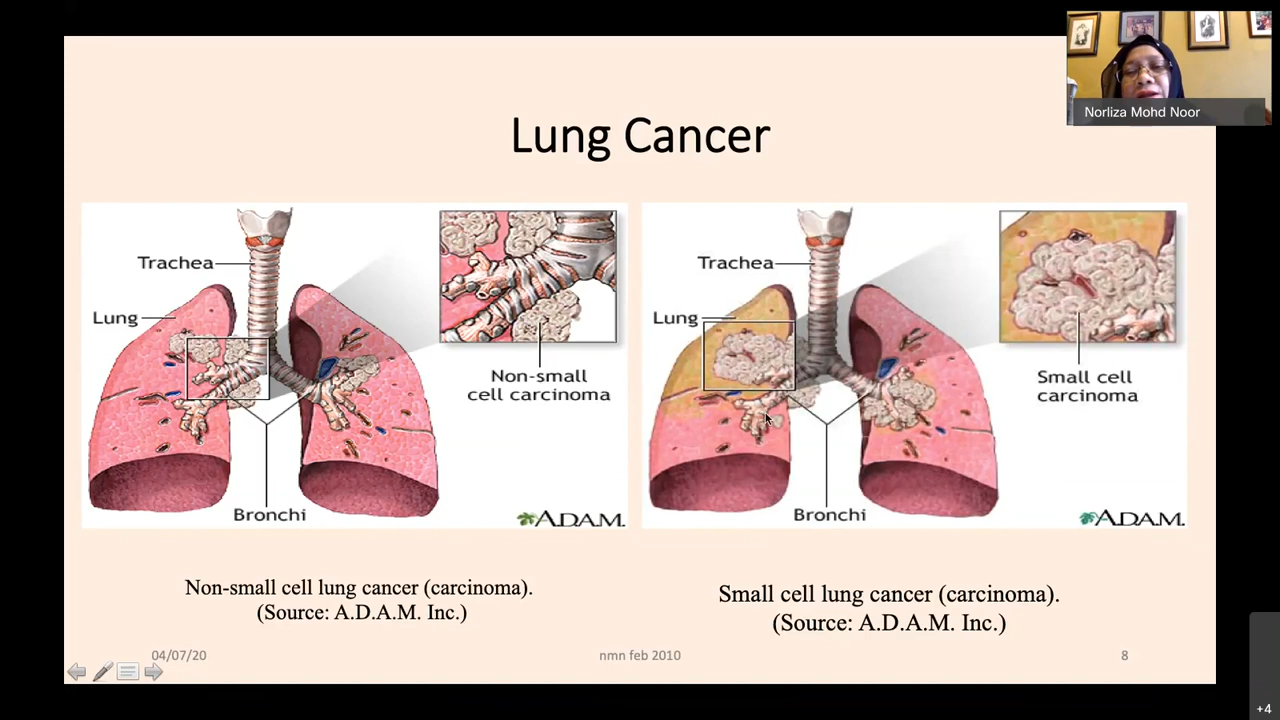 Norliza Mohd Noor
Lung Cancer
Trachea
Lung
Non-small
cell carcinoma
Bronchi
A.D.A.M.
Trachea
Lung
Small cell
carcinoma
Bronchi
A.D.A.M.
Non-small cell lung cancer (carcinoma).
(Source: A.D.A.M. Inc.)
Small cell lung cancer (carcinoma).
(Source: A.D.A.M. Inc.)
04/07/20
nmn feb 2010
8
+4